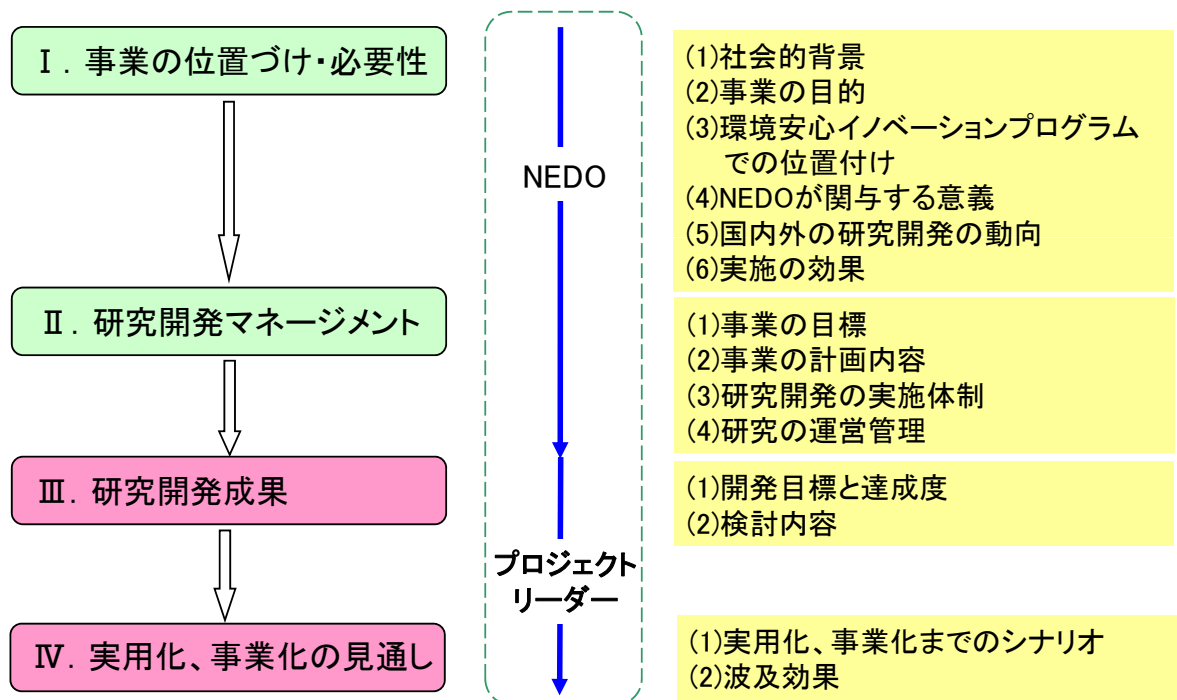 Ⅰ. 事業の位置づけ・必要性
(1)社会的背景
(2)事業の目的
(3)環境安心イノベーションプログラム
での位置付け
(4)NEDOが関与する意義
(5)国内外の研究開発の動向
(6)実施の効果
NEDO
Ⅱ. 研究開発マネージメント
(1)事業の目標
(2)事業の計画内容
(3)研究開発の実施体制
(4)研究の運営管理
Ⅲ. 研究開発成果
(1)開発目標と達成度
(2)検討内容
プロジェクト
リーダー
Ⅳ. 実用化、事業化の見通し
(1)実用化、事業化までのシナリオ
(2)波及効果